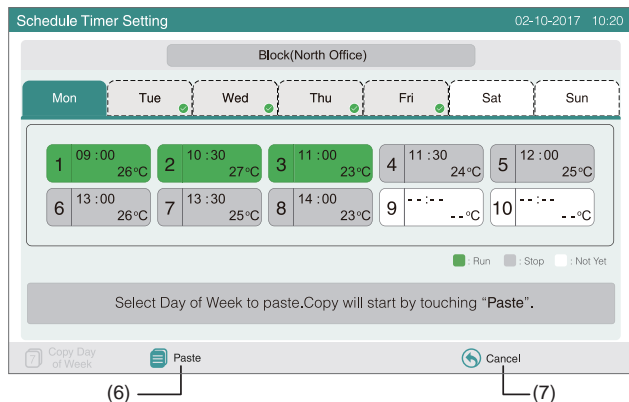 Schedule Timer Setting 02-10-2017 10:20
Block(North Office)
Mon Tue Wed Thu Fri Sat Sun
1 09:00 26°C 2 10:30 27°C 3 11:00 23°C 4 11:30 24°C 5 12:00 25°C
6 13:00 26°C 7 13:30 25°C 8 14:00 23°C 9 --:-- --°C 10 --:-- --°C
: Run : Stop : Not Yet
Select Day of Week to paste.Copy will start by touching “Paste”.
7 Copy Day of Week Paste Cancel
(6) (7)